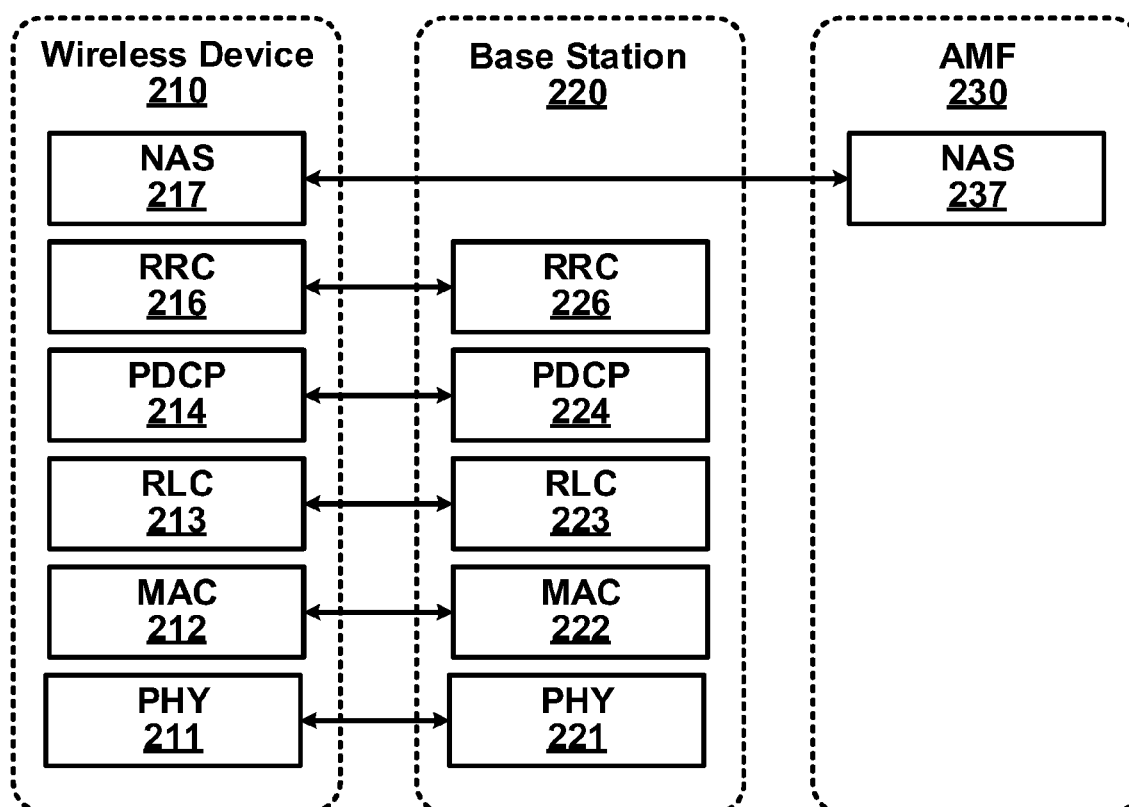 Wireless Device
210
Base Station
220
AMF
230
NAS
217
NAS
237
RRC
216
RRC
226
PDCP
214
PDCP
224
RLC
213
RLC
223
MAC
212
MAC
222
PHY
211
PHY
221